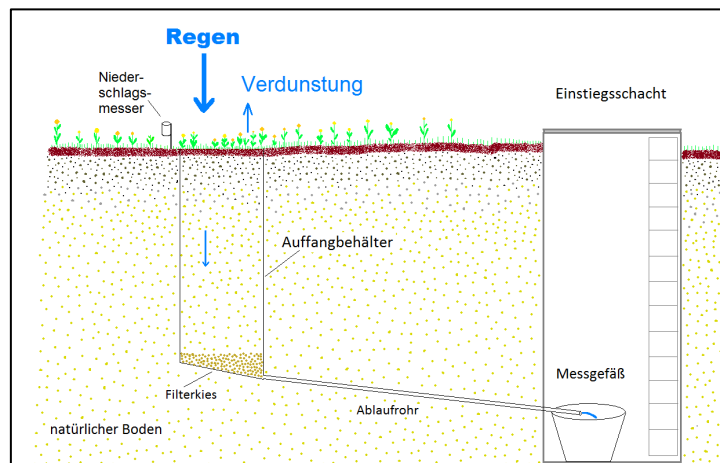 Regen
Nieder-
schlags-
messer
Verdunstung
Einstiegsschacht
Auffangbehälter
Messgefäß
Filterkies
Ablaufrohr
natürlicher Boden